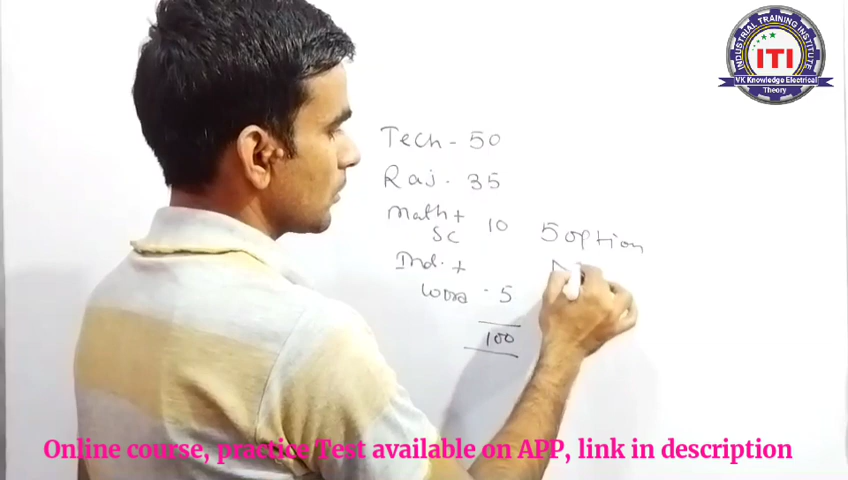 INDUSTRIAL TRAINING INSTITUTE
ITI
VK Knowledge Electrical
Theory
Tech - 50
Raj. 35
Math +
Sc 10
5 option
Ind. +
- 5
100
Online course, practice Test available on APP, link in description